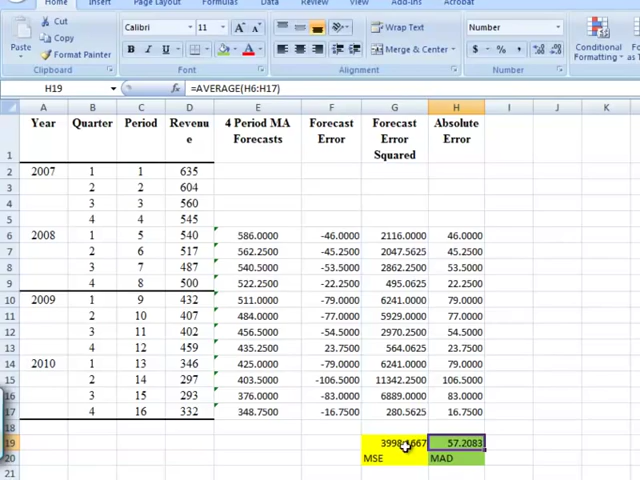 Home Insert Page Layout Formulas Data Review View Add-Ins Acrobat
Cut
Copy
Format Painter
Paste
Clipboard
Calibri 11 A A
B I U A
Font
Wrap Text
Merge & Center
Alignment
Number
$ % ,
Number
Conditional Formatting
H19 fx =AVERAGE(H6:H17)
A B C D E F G H I J K
Year Quarter Period Revenu 4 Period MA Forecast Forecast Absolute
e Forecasts Error Error Error
1 Squared
2 2007 1 1 635
3 2 2 604
4 3 3 560
5 4 4 545
6 2008 1 5 540 586.0000 -46.0000 2116.0000 46.0000
7 2 6 517 562.2500 -45.2500 2047.5625 45.2500
8 3 7 487 540.5000 -53.5000 2862.2500 53.5000
9 4 8 500 522.2500 -22.2500 495.0625 22.2500
10 2009 1 9 432 511.0000 -79.0000 6241.0000 79.0000
11 2 10 407 484.0000 -77.0000 5929.0000 77.0000
12 3 11 402 456.5000 -54.5000 2970.2500 54.5000
13 4 12 459 435.2500 23.7500 564.0625 23.7500
14 2010 1 13 346 425.0000 -79.0000 6241.0000 79.0000
15 2 14 297 403.5000 -106.5000 11342.2500 106.5000
16 3 15 293 376.0000 -83.0000 6889.0000 83.0000
17 4 16 332 348.7500 -16.7500 280.5625 16.7500
18
19 57.2083
20 MSE MAD
21